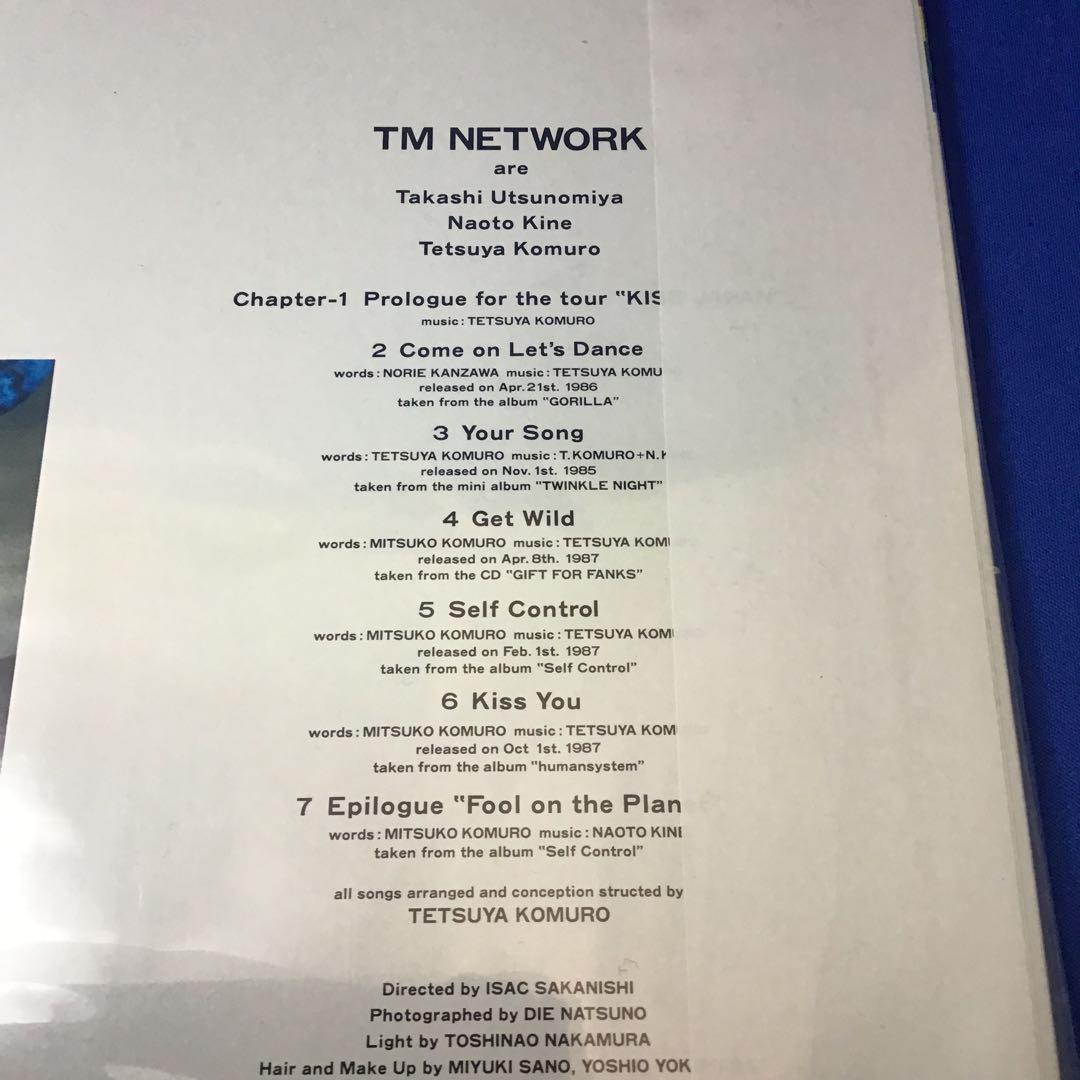 TM NETWORK
are
Takashi Utsunomiya
Naoto Kine
Tetsuya Komuro
Chapter-1 Prologue for the tour "KIS
music: TETSUYA KOMURO
2 Come on Let's Dance
words: NORIE KANZAWA music: TETSUYA KOMU
released on Apr. 21st. 1986
taken from the album "GORILLA"
3 Your Song
words: TETSUYA KOMURO music: T.KOMURO+N.K
released on Nov. 1st. 1985
taken from the mini album "TWINKLE NIGHT"
4 Get Wild
words: MITSUKO KOMURO music: TETSUYA KOM
released on Apr. 8th. 1987
taken from the CD "GIFT FOR FANKS"
5 Self Control
words: MITSUKO KOMURO music: TETSUYA KOM
released on Feb. 1st. 1987
taken from the album "Self Control"
6 Kiss You
words: MITSUKO KOMURO music: TETSUYA KOM
released on Oct 1st. 1987
taken from the album "humansystem"
7 Epilogue "Fool on the Plan
words: MITSUKO KOMURO music: NAOTO KINE
taken from the album "Self Control"
all songs arranged and conception structed by
TETSUYA KOMURO
Directed by ISAC SAKANISHI
Photographed by DIE NATSUNO
Light by TOSHINAO NAKAMURA
Hair and Make Up by MIYUKI SANO, YOSHIO YOK